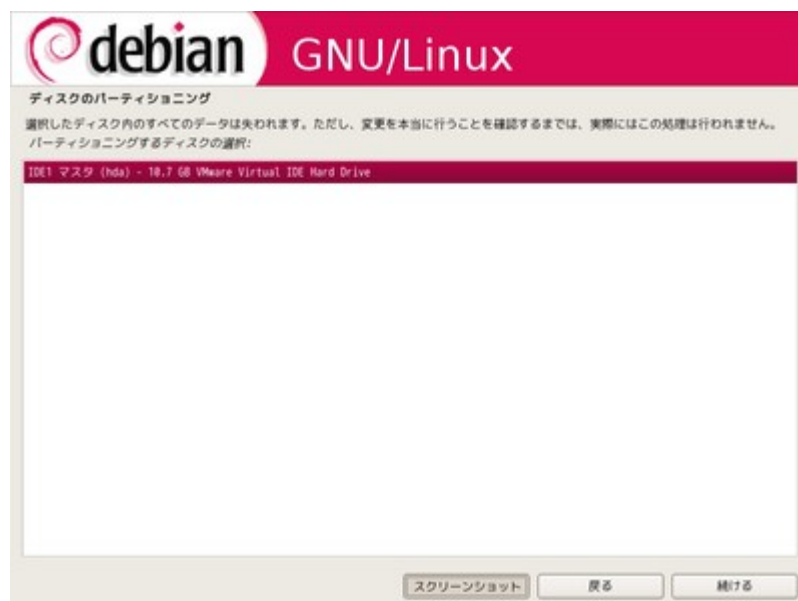 debian GNU/Linux
ディスクのパーティショニング
選択したディスク内のすべてのデータは失われます。ただし、変更を本当に行うことを確認するまでは、実際にはこの処理は行われません。
パーティショニングするディスクの選択:
IDE1 マスタ (hda) - 10.7 GB VMware Virtual IDE Hard Drive
スクリーンショット 戻る 続ける